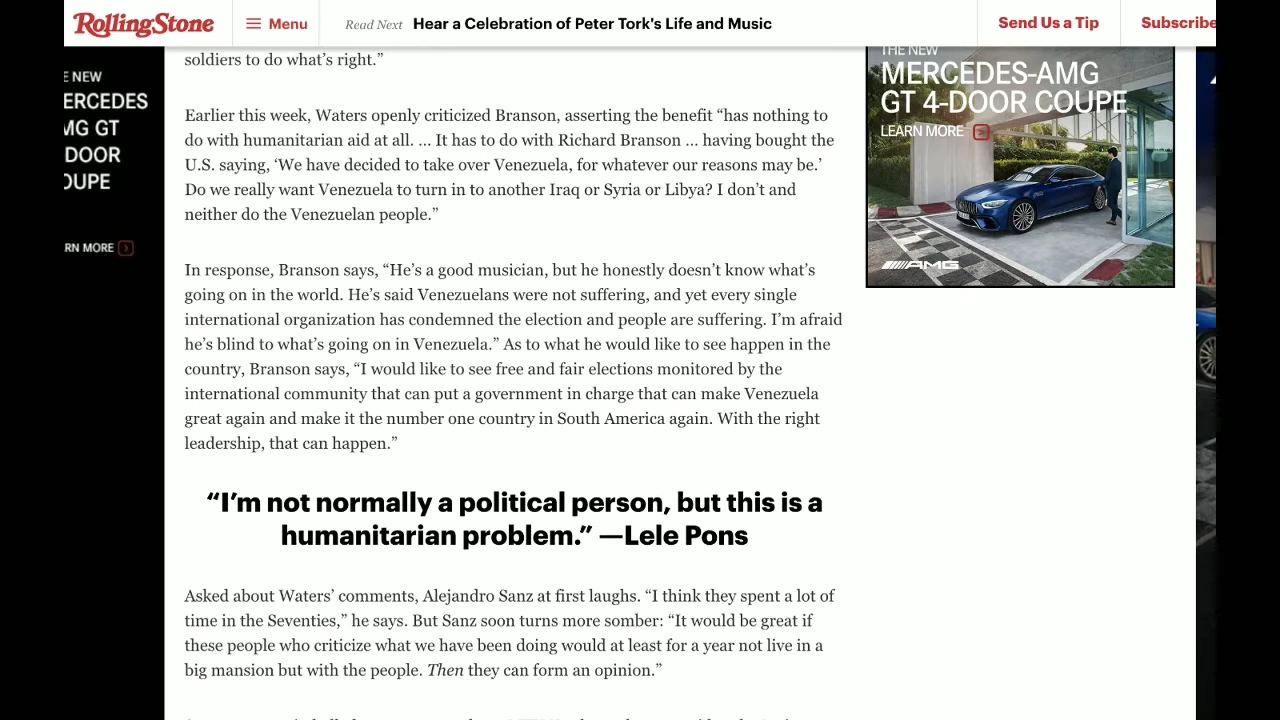 RollingStone
Menu
Read Next Hear a Celebration of Peter Tork's Life and Music
Send Us a Tip
Subscribe
soldiers to do what’s right.”
Earlier this week, Waters openly criticized Branson, asserting the benefit “has nothing to
do with humanitarian aid at all. … It has to do with Richard Branson … having bought the
U.S. saying, ‘We have decided to take over Venezuela, for whatever our reasons may be.’
Do we really want Venezuela to turn in to another Iraq or Syria or Libya? I don’t and
neither do the Venezuelan people.”
In response, Branson says, “He’s a good musician, but he honestly doesn’t know what’s
going on in the world. He’s said Venezuelans were not suffering, and yet every single
international organization has condemned the election and people are suffering. I’m afraid
he’s blind to what’s going on in Venezuela.” As to what he would like to see happen in the
country, Branson says, “I would like to see free and fair elections monitored by the
international community that can put a government in charge that can make Venezuela
great again and make it the number one country in South America again. With the right
leadership, that can happen.”
“I’m not normally a political person, but this is a
humanitarian problem.” —Lele Pons
Asked about Waters’ comments, Alejandro Sanz at first laughs. “I think they spent a lot of
time in the Seventies,” he says. But Sanz soon turns more somber: “It would be great if
these people who criticize what we have been doing would at least for a year not live in a
big mansion but with the people. Then they can form an opinion.”
E NEW
ERCEDES
MG GT
DOOR
OUPE
RN MORE
THE NEW
MERCEDES-AMG
GT 4-DOOR COUPE
LEARN MORE
AMG